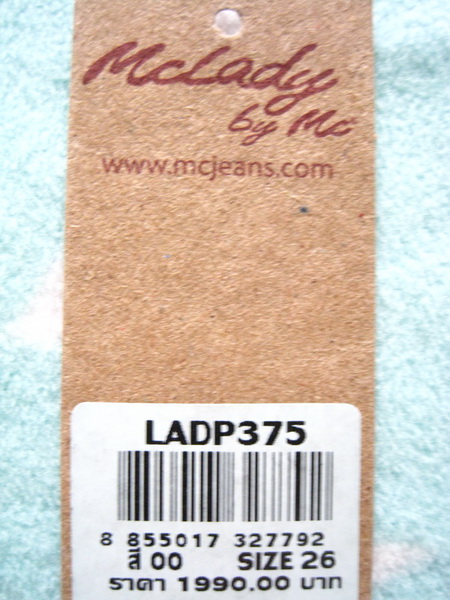 McLady
by Mc
www.mcjeans.com
LADP375
8 855017 327792
สี 00 SIZE 26
ราคา 1990.00 บาท